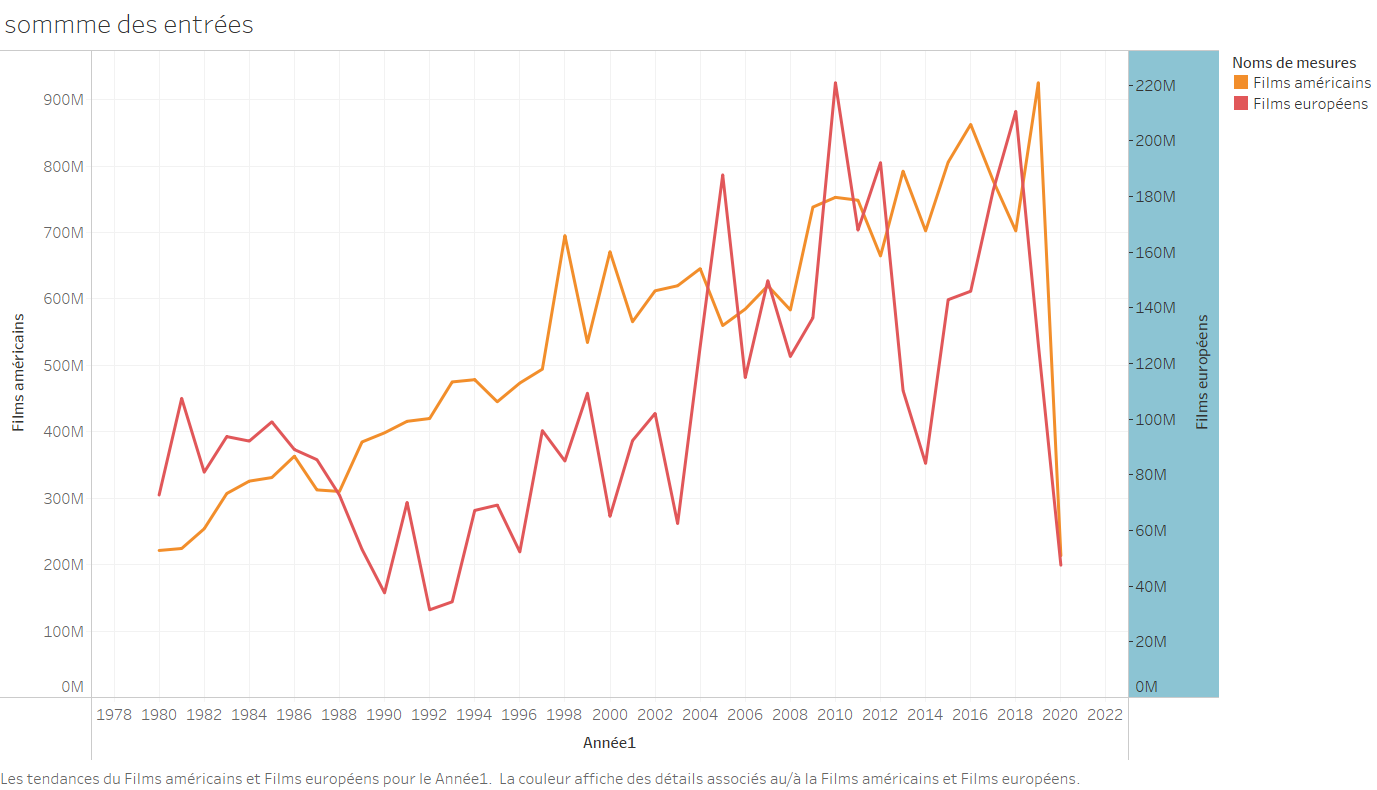 sommme des entrées
Noms de mesures
Films américains
Films européens
900M
800M
700M
600M
500M
400M
300M
200M
100M
0M
Films américains
220M
200M
180M
160M
140M
120M
100M
80M
60M
40M
20M
0M
Films européens
1978 1980 1982 1984 1986 1988 1990 1992 1994 1996 1998 2000 2002 2004 2006 2008 2010 2012 2014 2016 2018 2020 2022
Année1
Les tendances du Films américains et Films européens pour le Année1. La couleur affiche des détails associés au/à la Films américains et Films européens.